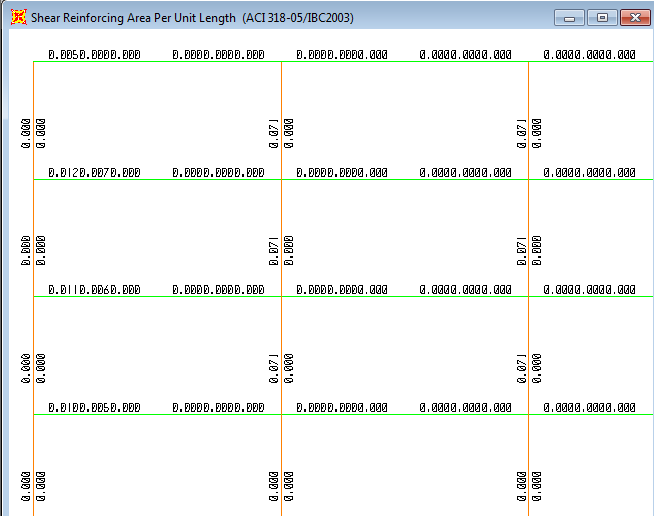 Shear Reinforcing Area Per Unit Length (ACI 318-05/IBC2003)
0.0050.0000.000 0.0000.0000.000 0.0000.0000.000 0.0000.0000.000 0.0000.0000.000
0.000 0.000 0.071 0.000 0.071 0.000
0.0120.0070.000 0.0000.0000.000 0.0000.0000.000 0.0000.0000.000 0.0000.0000.000
0.000 0.000 0.071 0.000 0.071 0.000
0.0110.0060.000 0.0000.0000.000 0.0000.0000.000 0.0000.0000.000 0.0000.0000.000
0.000 0.000 0.071 0.000 0.071 0.000
0.0100.0050.000 0.0000.0000.000 0.0000.0000.000 0.0000.0000.000 0.0000.0000.000
0.000 0.000 0.000 0.000 0.000 0.000